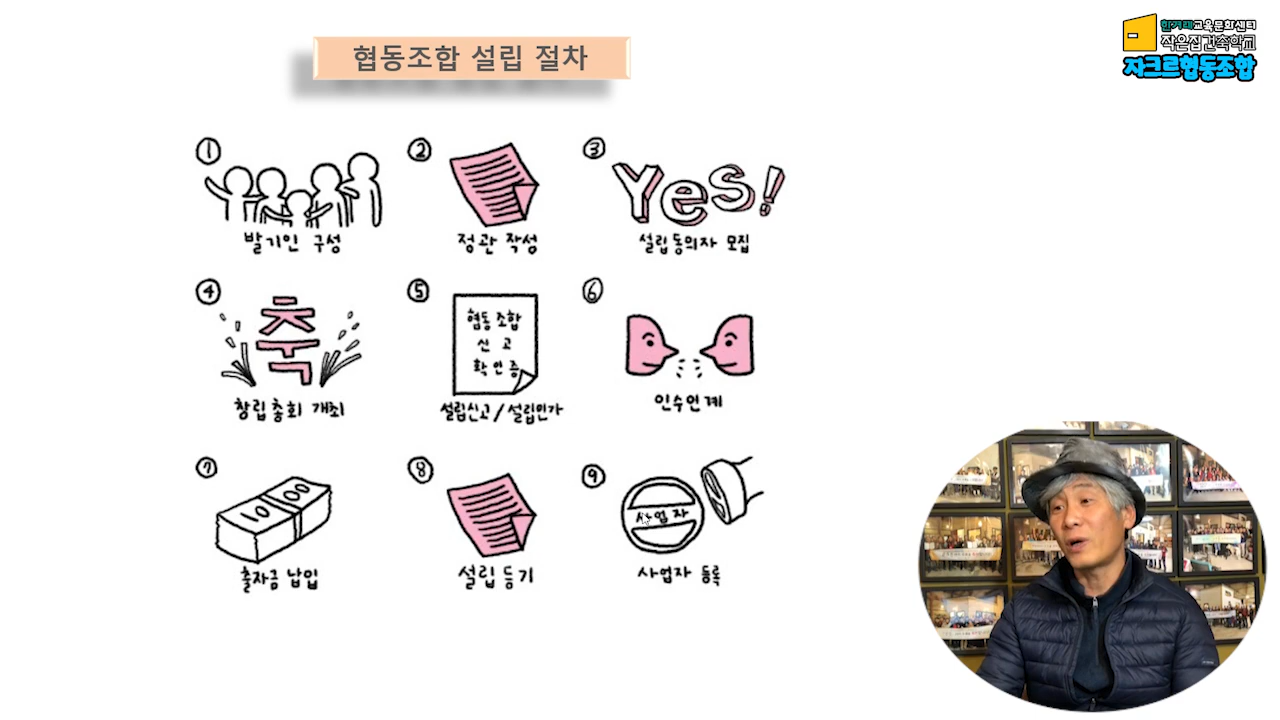 협동조합 설립 절차
한겨레교육문화센터
작은집건축학교
자크르협동조합
①
발기인 구성
②
정관 작성
③
Yes!
설립동의자 모집
④
축
창립총회 개최
⑤
협동조합
신고
확인증
설립신고/설립인가
⑥
인수인계
⑦
100
출자금 납입
⑧
설립 등기
⑨
사업자
사업자 등록